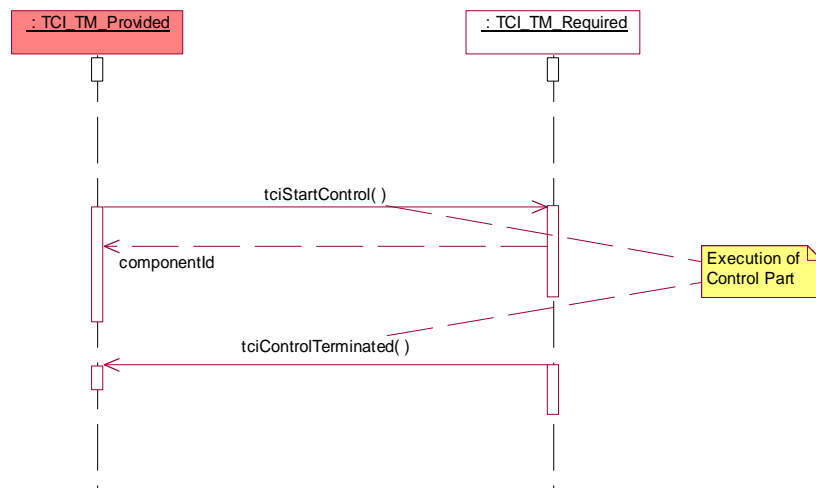 : TCI_TM_Provided
: TCI_TM_Required
tciStartControl( )
componentId
Execution of
Control Part
tciControlTerminated( )